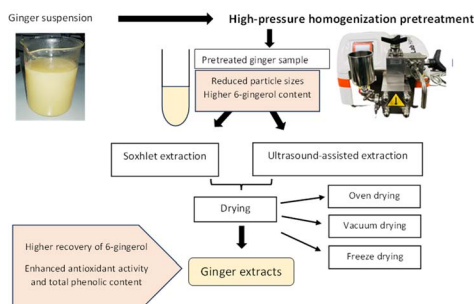 Ginger suspension
High-pressure homogenization pretreatment
Pretreated ginger sample
Reduced particle sizes
Higher 6-gingerol content
Soxhlet extraction
Ultrasound-assisted extraction
Drying
Oven drying
Vacuum drying
Freeze drying
Higher recovery of 6-gingerol
Enhanced antioxidant activity
and total phenolic content
Ginger extracts